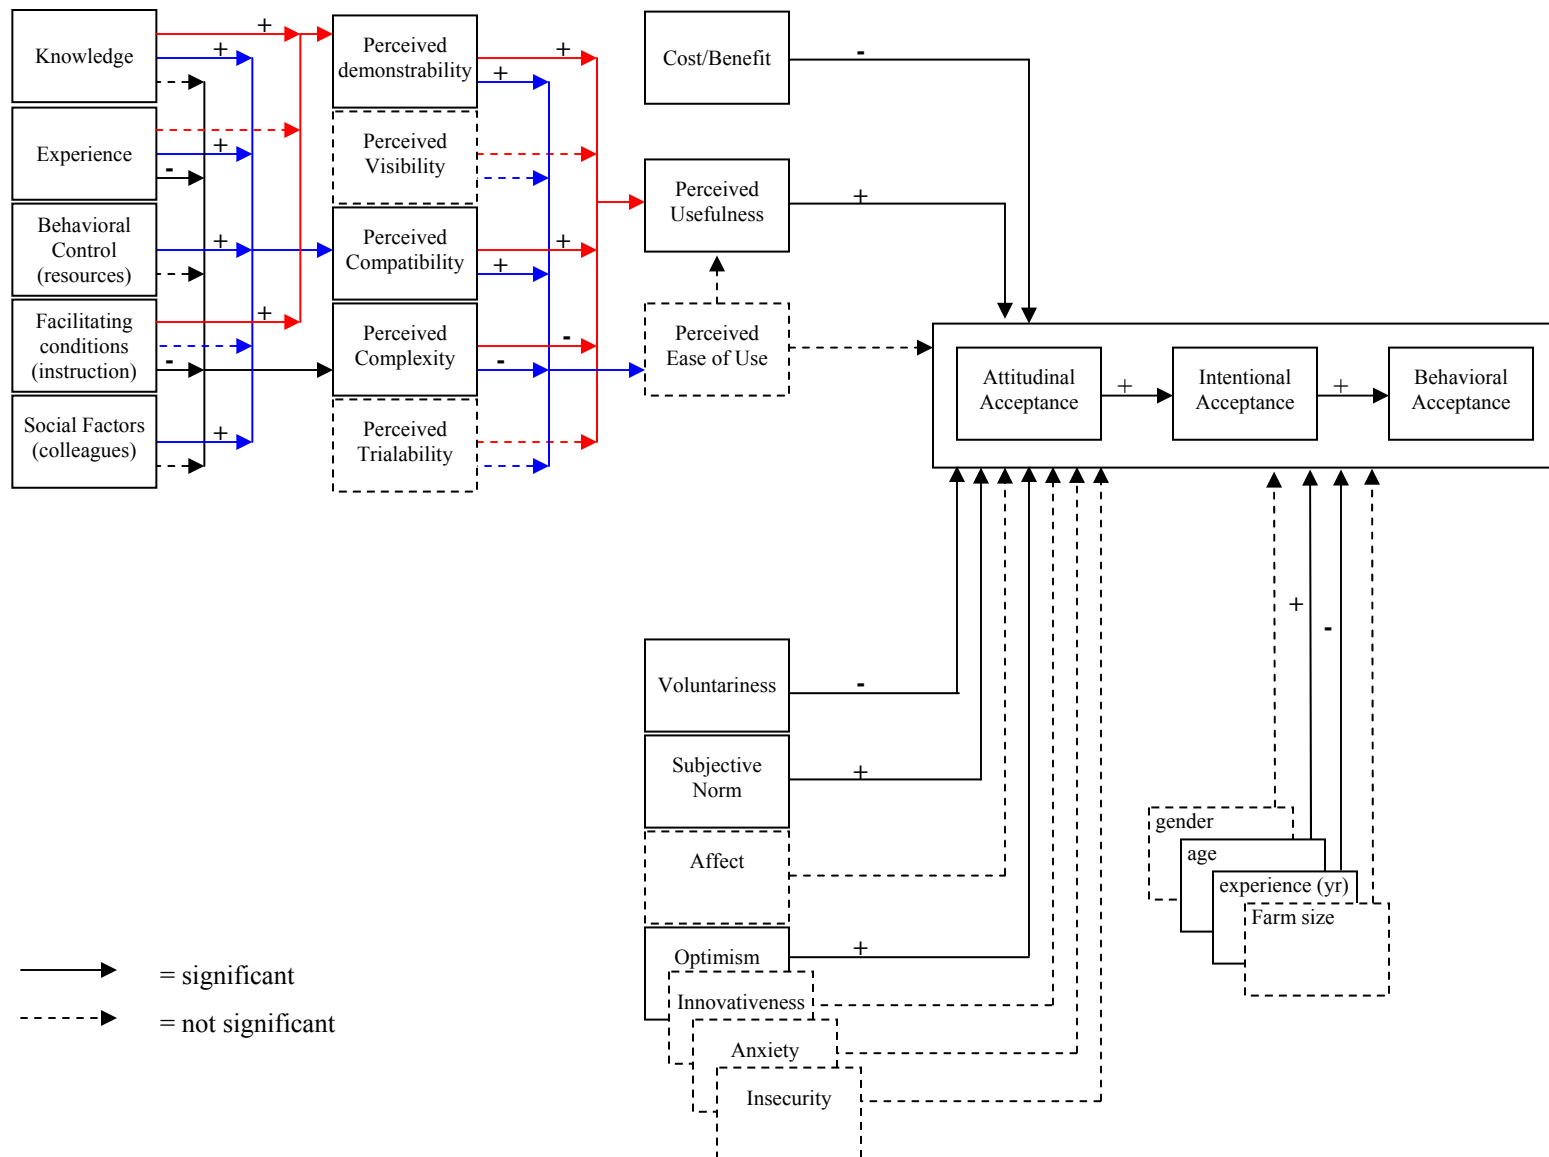 Knowledge
+
+
Experience
+
-
Behavioral
Control
(resources)
+
Facilitating
conditions
(instruction)
+
-
Social Factors
(colleagues)
+
Perceived
demonstrability
+
+
Perceived
Visibility
Perceived
Compatibility
+
+
Perceived
Complexity
-
-
Perceived
Trialability
Cost/Benefit
-
Perceived
Usefulness
+
Perceived
Ease of Use
Attitudinal
Acceptance
+
Intentional
Acceptance
+
Behavioral
Acceptance
Voluntariness
-
Subjective
Norm
+
Affect
Optimism
+
Innovativeness
Anxiety
Insecurity
+
-
gender
age
experience (yr)
Farm size
= significant
= not significant